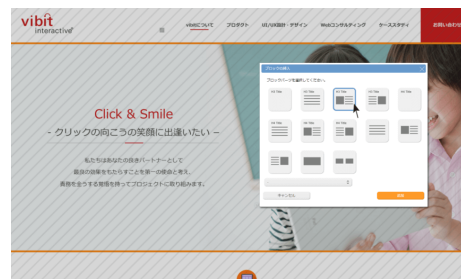 vibit
interactive
vibitについて
プロダクト
UI/UX設計・デザイン
Webコンサルティング
ケーススタディ
お問い合わせ
ブロックの挿入
ブロックパーツを選択してください。
Click & Smile
- クリックの向こうの笑顔に出逢いたい -
私たちはあなたの良きパートナーとして
最良の効果をもたらすことを第一の使命と考え、
責務を全うする覚悟を持ってプロジェクトに取り組みます。
キャンセル